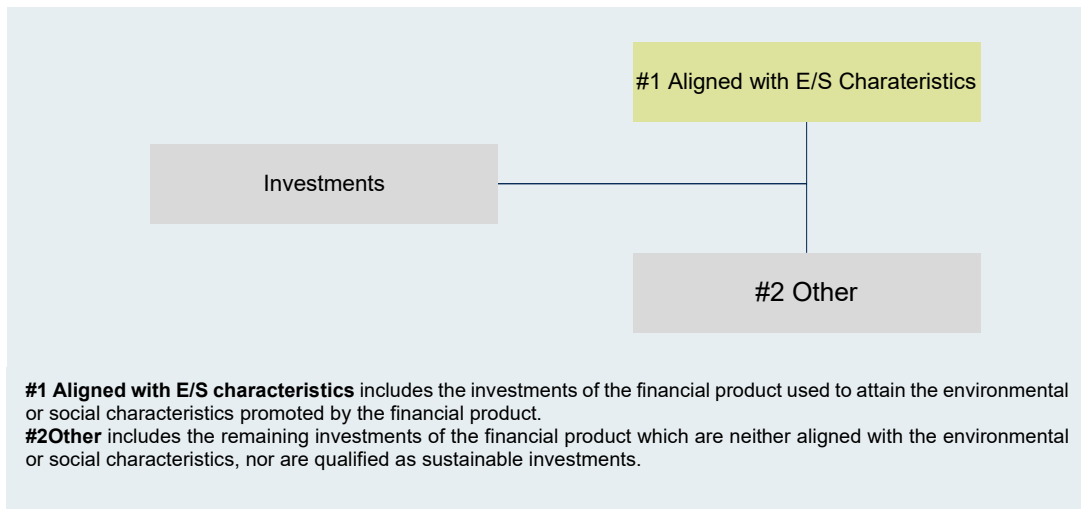 #1 Aligned with E/S Charateristics
Investments
#2 Other
#1 Aligned with E/S characteristics includes the investments of the financial product used to attain the environmental
or social characteristics promoted by the financial product.
#2Other includes the remaining investments of the financial product which are neither aligned with the environmental
or social characteristics, nor are qualified as sustainable investments.